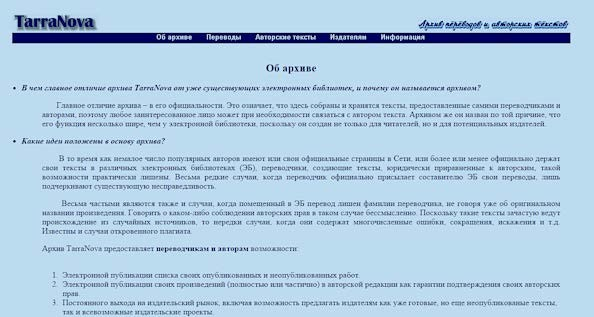 TarraNova
Архив переводов и авторских текстов
Об архиве Переводы Авторские тексты Издателям Информация
Об архиве
• В чем главное отличие архива TarraNova от уже существующих электронных библиотек, и почему он называется архивом?
Главное отличие архива – в его официальности. Это означает, что здесь собраны и хранятся тексты, предоставленные самими переводчиками и
авторами, поэтому любое заинтересованное лицо может при необходимости связаться с автором текста. Архивом же он назван по той причине, что
его функция несколько шире, чем у электронной библиотеки, поскольку он создан не только для читателей, но и для потенциальных издателей.
• Какие идеи положены в основу архива?
В то время как немалое число популярных авторов имеют или свои официальные страницы в Сети, или более или менее официально держат
свои тексты в различных электронных библиотеках (ЭБ), переводчики, создающие тексты, юридически приравненные к авторским, такой
возможности практически лишены. Весьма редкие случаи, когда переводчик официально присылает составителю ЭБ свои переводы, лишь
подчеркивают существующую несправедливость.
Весьма частыми являются также и случаи, когда помещенный в ЭБ перевод лишен фамилии переводчика, не говоря уже об оригинальном
названии произведения. Говорить о каком-либо соблюдении авторских прав в таком случае бессмысленно. Поскольку такие тексты зачастую ведут
происхождение из случайных источников, то нередки случаи, когда они содержат многочисленные ошибки, сокращения, искажения и т.д.
Известны и случаи откровенного плагиата.
Архив TarraNova предоставляет переводчикам и авторам возможности:
1. Электронной публикации списка своих опубликованных и неопубликованных работ.
2. Электронной публикации своих произведений (полностью или частично) в авторской редакции как гарантии подтверждения своих авторских
прав.
3. Постоянного выхода на издательский рынок, включая возможность предлагать издателям как уже готовые, но еще неопубликованые тексты,
так и всевозможные издательские проекты.